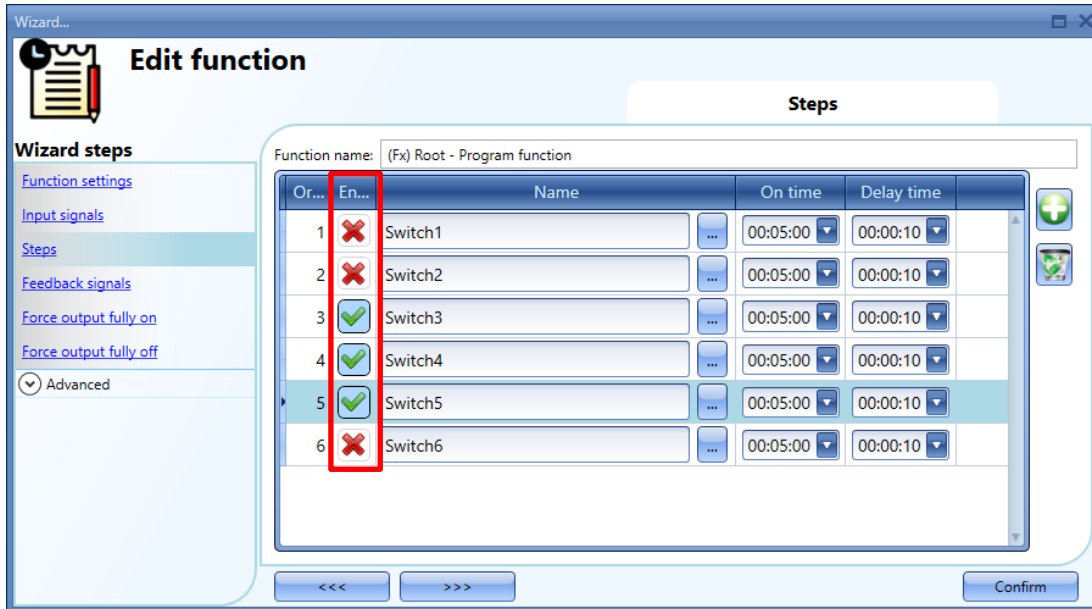 Wizard...
Edit function
Steps
Wizard steps
Function settings
Input signals
Steps
Feedback signals
Force output fully on
Force output fully off
Advanced
Function name: (Fx) Root - Program function
Or... En... Name On time Delay time
1 Switch1 ... 00:05:00 00:00:10
2 Switch2 ... 00:05:00 00:00:10
3 Switch3 ... 00:05:00 00:00:10
4 Switch4 ... 00:05:00 00:00:10
5 Switch5 ... 00:05:00 00:00:10
6 Switch6 ... 00:05:00 00:00:10
<<< >>> Confirm